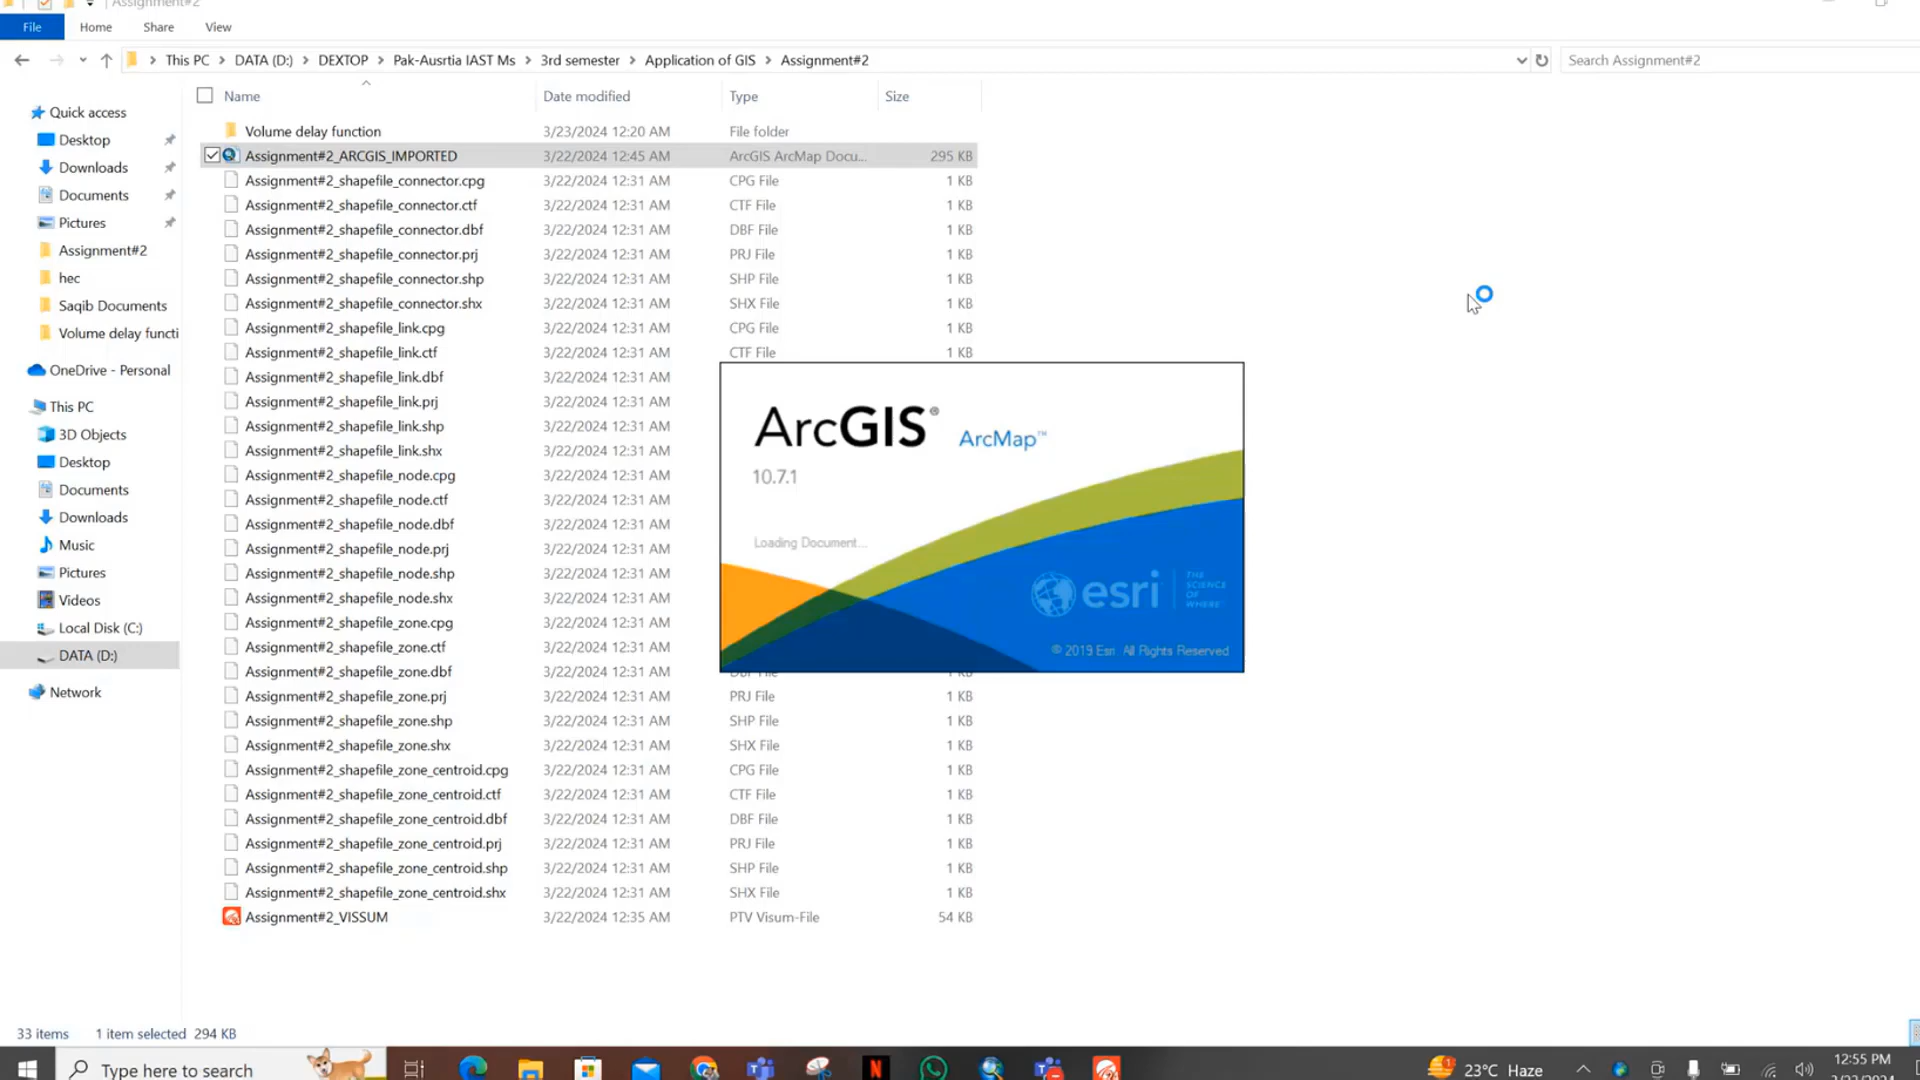 Assignment#2
File Home Share View
This PC DATA (D:) DEXTOP Pak-Ausrtia IAST Ms 3rd semester Application of GIS Assignment#2 Search Assignment#2
Name Date modified Type Size
Quick access
Desktop
Downloads
Documents
Pictures
Assignment#2
hec
Saqib Documents
Volume delay functi
OneDrive - Personal
This PC
3D Objects
Desktop
Documents
Downloads
Music
Pictures
Videos
Local Disk (C:)
DATA (D:)
Network
Volume delay function 3/23/2024 12:20 AM File folder
Assignment#2_ARCGIS_IMPORTED 3/22/2024 12:45 AM ArcGIS ArcMap Docu... 295 KB
Assignment#2_shapefile_connector.cpg 3/22/2024 12:31 AM CPG File 1 KB
Assignment#2_shapefile_connector.ctf 3/22/2024 12:31 AM CTF File 1 KB
Assignment#2_shapefile_connector.dbf 3/22/2024 12:31 AM DBF File 1 KB
Assignment#2_shapefile_connector.prj 3/22/2024 12:31 AM PRJ File 1 KB
Assignment#2_shapefile_connector.shp 3/22/2024 12:31 AM SHP File 1 KB
Assignment#2_shapefile_connector.shx 3/22/2024 12:31 AM SHX File 1 KB
Assignment#2_shapefile_link.cpg 3/22/2024 12:31 AM CPG File 1 KB
Assignment#2_shapefile_link.ctf 3/22/2024 12:31 AM CTF File 1 KB
Assignment#2_shapefile_link.dbf 3/22/2024 12:31 AM
Assignment#2_shapefile_link.prj 3/22/2024 12:31 AM
Assignment#2_shapefile_link.shp 3/22/2024 12:31 AM
Assignment#2_shapefile_link.shx 3/22/2024 12:31 AM
Assignment#2_shapefile_node.cpg 3/22/2024 12:31 AM
Assignment#2_shapefile_node.ctf 3/22/2024 12:31 AM
Assignment#2_shapefile_node.dbf 3/22/2024 12:31 AM
Assignment#2_shapefile_node.prj 3/22/2024 12:31 AM
Assignment#2_shapefile_node.shp 3/22/2024 12:31 AM
Assignment#2_shapefile_node.shx 3/22/2024 12:31 AM
Assignment#2_shapefile_zone.cpg 3/22/2024 12:31 AM
Assignment#2_shapefile_zone.ctf 3/22/2024 12:31 AM
Assignment#2_shapefile_zone.dbf 3/22/2024 12:31 AM DBF File 1 KB
Assignment#2_shapefile_zone.prj 3/22/2024 12:31 AM PRJ File 1 KB
Assignment#2_shapefile_zone.shp 3/22/2024 12:31 AM SHP File 1 KB
Assignment#2_shapefile_zone.shx 3/22/2024 12:31 AM SHX File 1 KB
Assignment#2_shapefile_zone_centroid.cpg 3/22/2024 12:31 AM CPG File 1 KB
Assignment#2_shapefile_zone_centroid.ctf 3/22/2024 12:31 AM CTF File 1 KB
Assignment#2_shapefile_zone_centroid.dbf 3/22/2024 12:31 AM DBF File 1 KB
Assignment#2_shapefile_zone_centroid.prj 3/22/2024 12:31 AM PRJ File 1 KB
Assignment#2_shapefile_zone_centroid.shp 3/22/2024 12:31 AM SHP File 1 KB
Assignment#2_shapefile_zone_centroid.shx 3/22/2024 12:31 AM SHX File 1 KB
Assignment#2_VISSUM 3/22/2024 12:35 AM PTV Visum-File 54 KB
ArcGIS® ArcMap™
10.7.1
Loading Document...
esri THE SCIENCE OF WHERE
© 2019 Esri. All Rights Reserved
33 items 1 item selected 294 KB
Type here to search
23°C Haze
12:55 PM